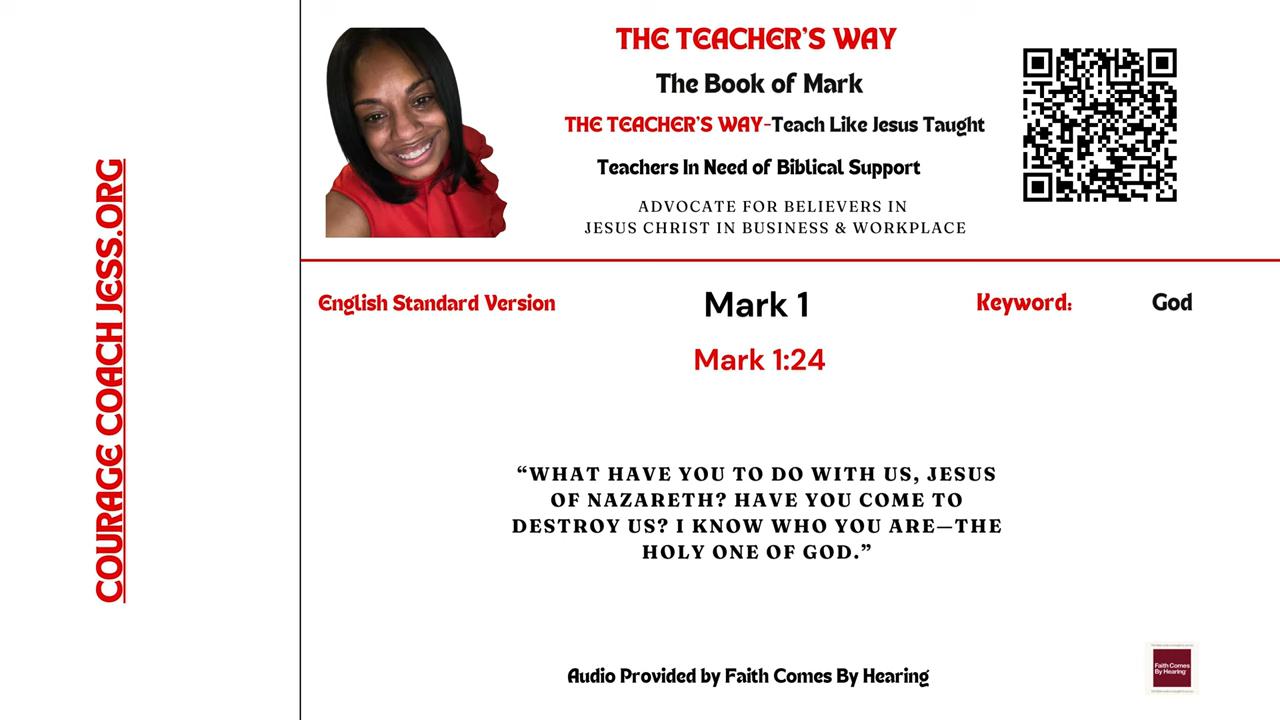 COURAGE COACH JESS.ORG
THE TEACHER'S WAY
The Book of Mark
THE TEACHER'S WAY-Teach Like Jesus Taught
Teachers In Need of Biblical Support
ADVOCATE FOR BELIEVERS IN
JESUS CHRIST IN BUSINESS & WORKPLACE
English Standard Version
Mark 1
Keyword:
God
Mark 1:24
“WHAT HAVE YOU TO DO WITH US, JESUS
OF NAZARETH? HAVE YOU COME TO
DESTROY US? I KNOW WHO YOU ARE—THE
HOLY ONE OF GOD.”
Audio Provided by Faith Comes By Hearing
Faith Comes
By Hearing